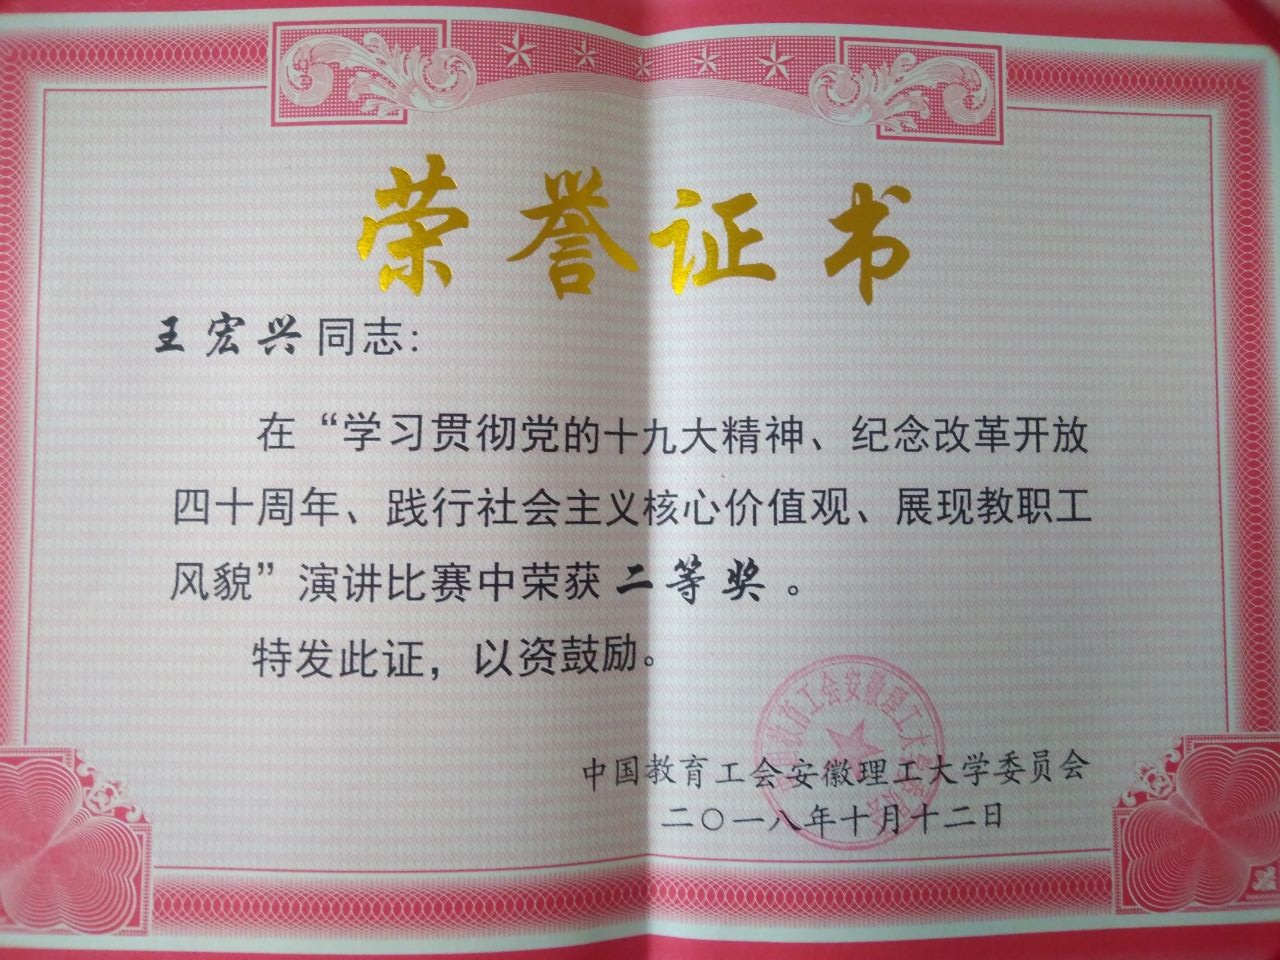 荣誉证书
王宏兴同志：
在“学习贯彻党的十九大精神、纪念改革开放
四十周年、践行社会主义核心价值观、展现教职工
风貌”演讲比赛中荣获二等奖。
特发此证，以资鼓励。
中国教育工会安徽理工大学委员会
二〇一八年十月十二日